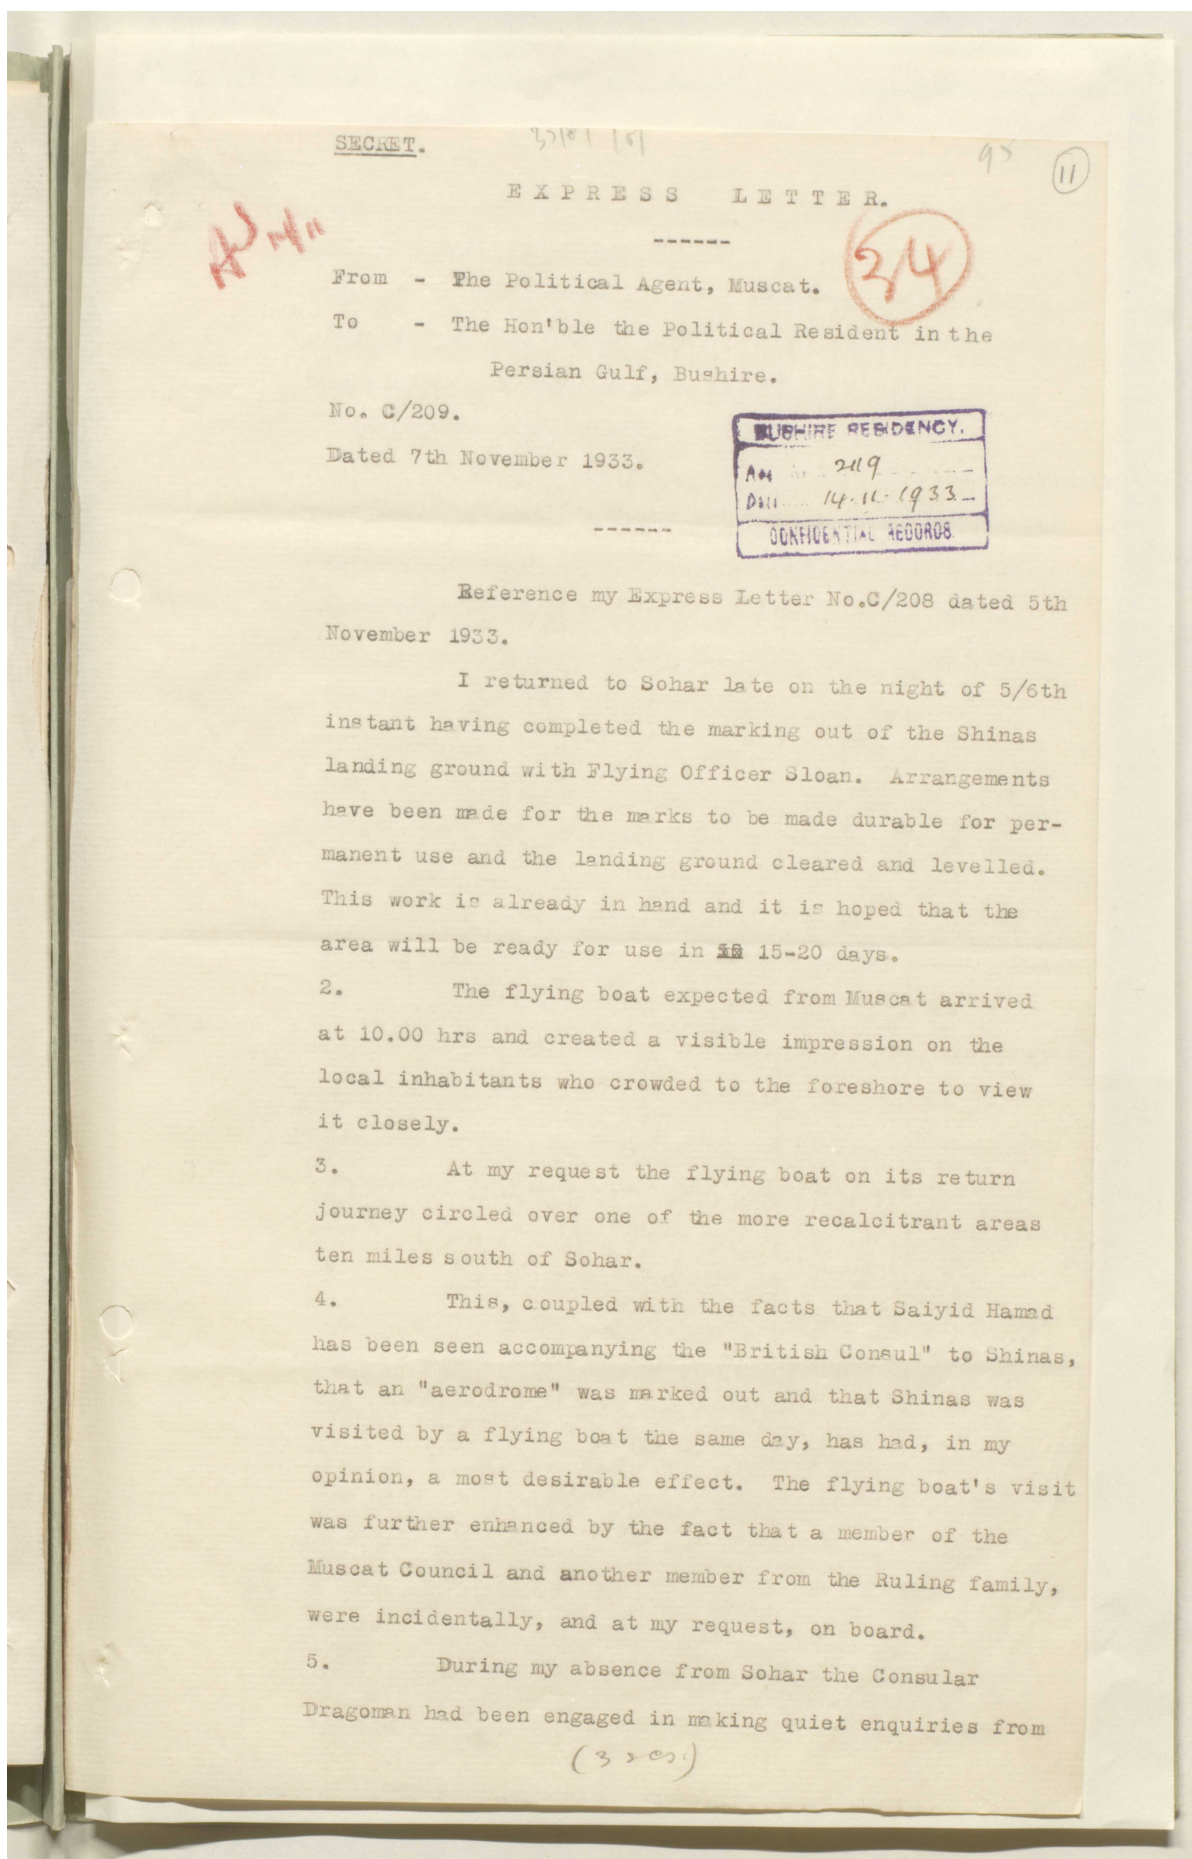 SECRET.
95
11
EXPRESS LETTER.
------
34
From - The Political Agent, Muscat.
To - The Hon'ble the Political Resident in the
Persian Gulf, Bushire.
No. C/209.
Dated 7th November 1933.
BUSHIRE RESIDENCY.
2119
Date 14.11.1933
CONFIDENTIAL RECORDS
------
Reference my Express Letter No.C/208 dated 5th
November 1933.
I returned to Sohar late on the night of 5/6th
instant having completed the marking out of the Shinas
landing ground with Flying Officer Sloan. Arrangements
have been made for the marks to be made durable for per-
manent use and the landing ground cleared and levelled.
This work is already in hand and it is hoped that the
area will be ready for use in 15-20 days.
2. The flying boat expected from Muscat arrived
at 10.00 hrs and created a visible impression on the
local inhabitants who crowded to the foreshore to view
it closely.
3. At my request the flying boat on its return
journey circled over one of the more recalcitrant areas
ten miles south of Sohar.
4. This, coupled with the facts that Saiyid Hamad
has been seen accompanying the "British Consul" to Shinas,
that an "aerodrome" was marked out and that Shinas was
visited by a flying boat the same day, has had, in my
opinion, a most desirable effect. The flying boat's visit
was further enhanced by the fact that a member of the
Muscat Council and another member from the Ruling family,
were incidentally, and at my request, on board.
5. During my absence from Sohar the Consular
Dragoman had been engaged in making quiet enquiries from